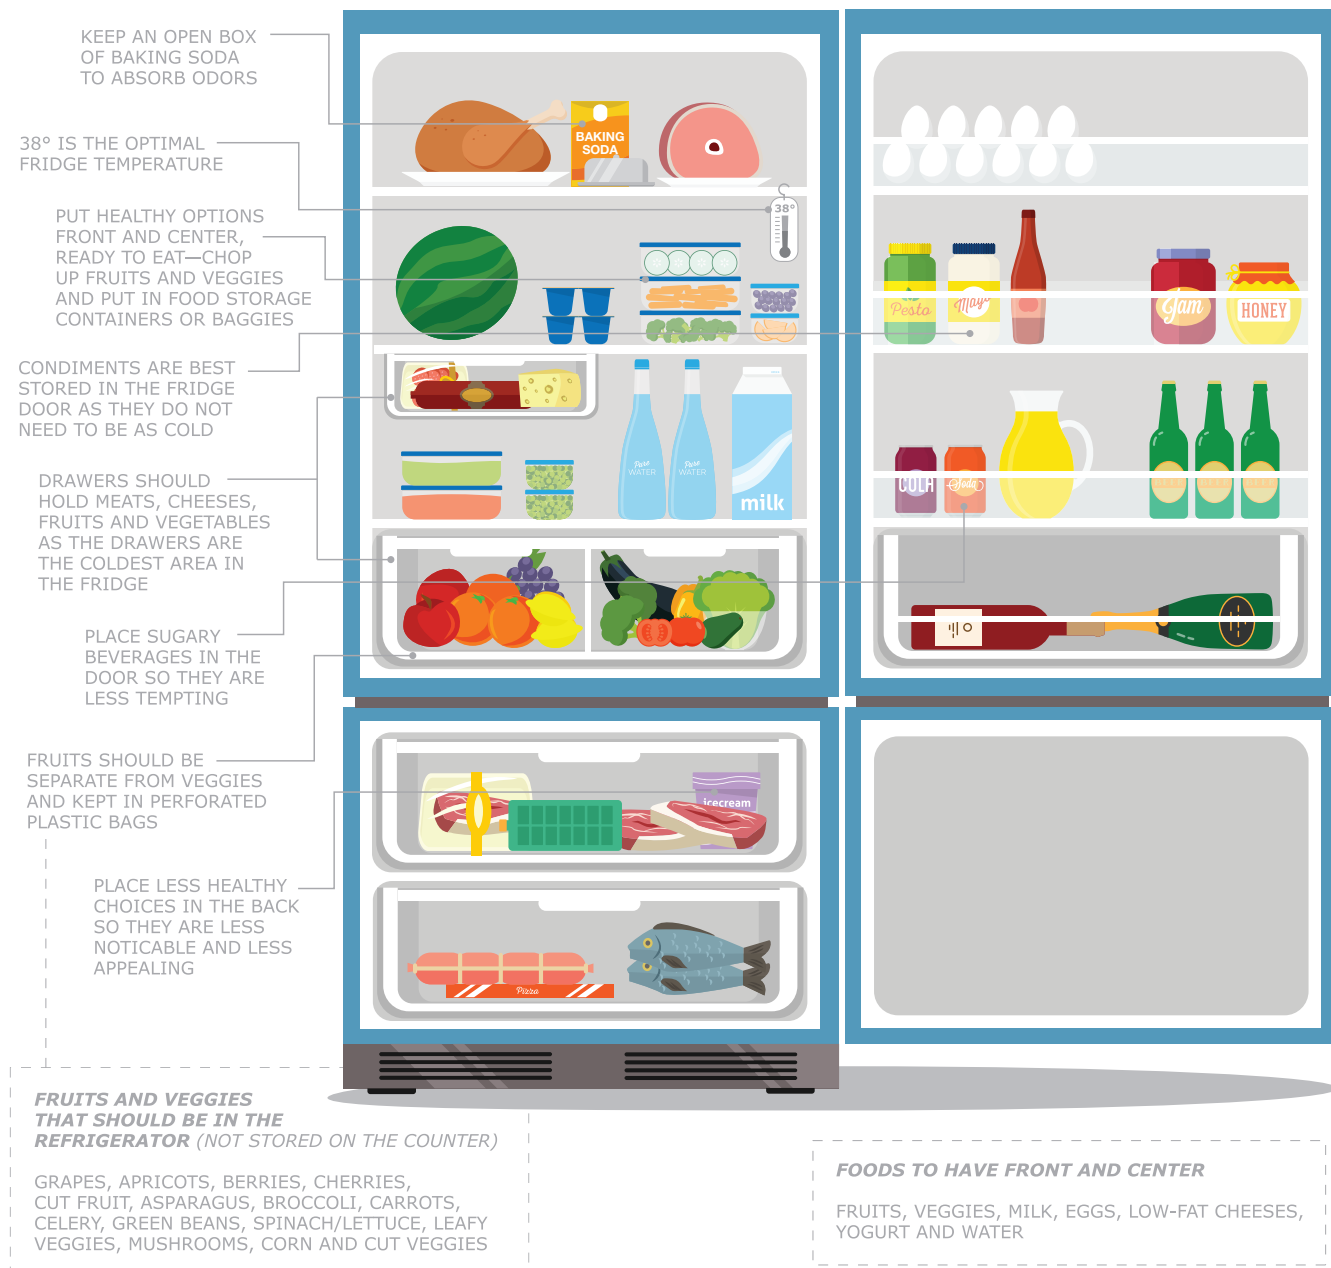 KEEP AN OPEN BOX
OF BAKING SODA
TO ABSORB ODORS
38° IS THE OPTIMAL
FRIDGE TEMPERATURE
PUT HEALTHY OPTIONS
FRONT AND CENTER,
READY TO EAT—CHOP
UP FRUITS AND VEGGIES
AND PUT IN FOOD STORAGE
CONTAINERS OR BAGGIES
CONDIMENTS ARE BEST
STORED IN THE FRIDGE
DOOR AS THEY DO NOT
NEED TO BE AS COLD
DRAWERS SHOULD
HOLD MEATS, CHEESES,
FRUITS AND VEGETABLES
AS THE DRAWERS ARE
THE COLDEST AREA IN
THE FRIDGE
PLACE SUGARY
BEVERAGES IN THE
DOOR SO THEY ARE
LESS TEMPTING
FRUITS SHOULD BE
SEPARATE FROM VEGGIES
AND KEPT IN PERFORATED
PLASTIC BAGS
PLACE LESS HEALTHY
CHOICES IN THE BACK
SO THEY ARE LESS
NOTICABLE AND LESS
APPEALING
BAKING
SODA
38°
Pure
WATER
Pure
WATER
milk
icecream
Pizza
Pesto
Mayo
Jam
HONEY
COLA
Soda
BEER
BEER
BEER
FRUITS AND VEGGIES
THAT SHOULD BE IN THE
REFRIGERATOR (NOT STORED ON THE COUNTER)
GRAPES, APRICOTS, BERRIES, CHERRIES,
CUT FRUIT, ASPARAGUS, BROCCOLI, CARROTS,
CELERY, GREEN BEANS, SPINACH/LETTUCE, LEAFY
VEGGIES, MUSHROOMS, CORN AND CUT VEGGIES
FOODS TO HAVE FRONT AND CENTER
FRUITS, VEGGIES, MILK, EGGS, LOW-FAT CHEESES,
YOGURT AND WATER